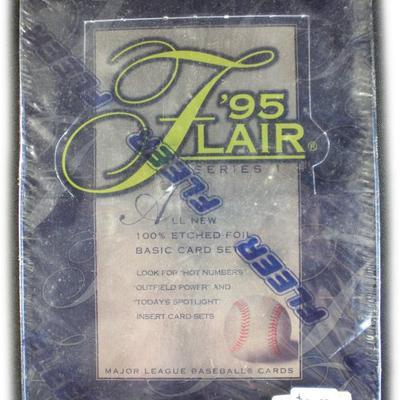 '95
FLAIR®
SERIES
ALL NEW
100% ETCHED FOIL
BASIC CARD SET
LOOK FOR "HOT NUMBERS"
"OUTFIELD POWER" AND
"TODAY'S SPOTLIGHT"
INSERT CARD SETS
MAJOR LEAGUE BASEBALL® CARDS
FLEER
FLEER
FLEER